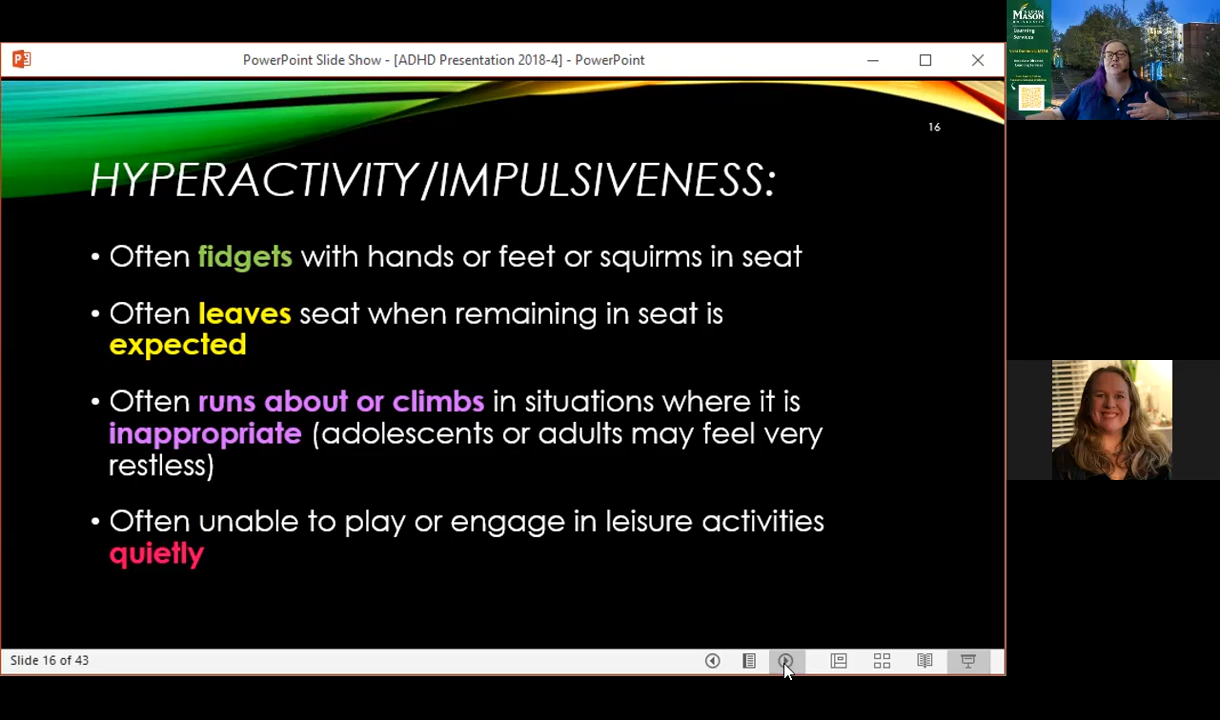 PowerPoint Slide Show - [ADHD Presentation 2018-4] - PowerPoint
16
HYPERACTIVITY/IMPULSIVENESS:
• Often fidgets with hands or feet or squirms in seat
• Often leaves seat when remaining in seat is
expected
• Often runs about or climbs in situations where it is
inappropriate (adolescents or adults may feel very
restless)
• Often unable to play or engage in leisure activities
quietly
Slide 16 of 43
MASON
Learning
Services